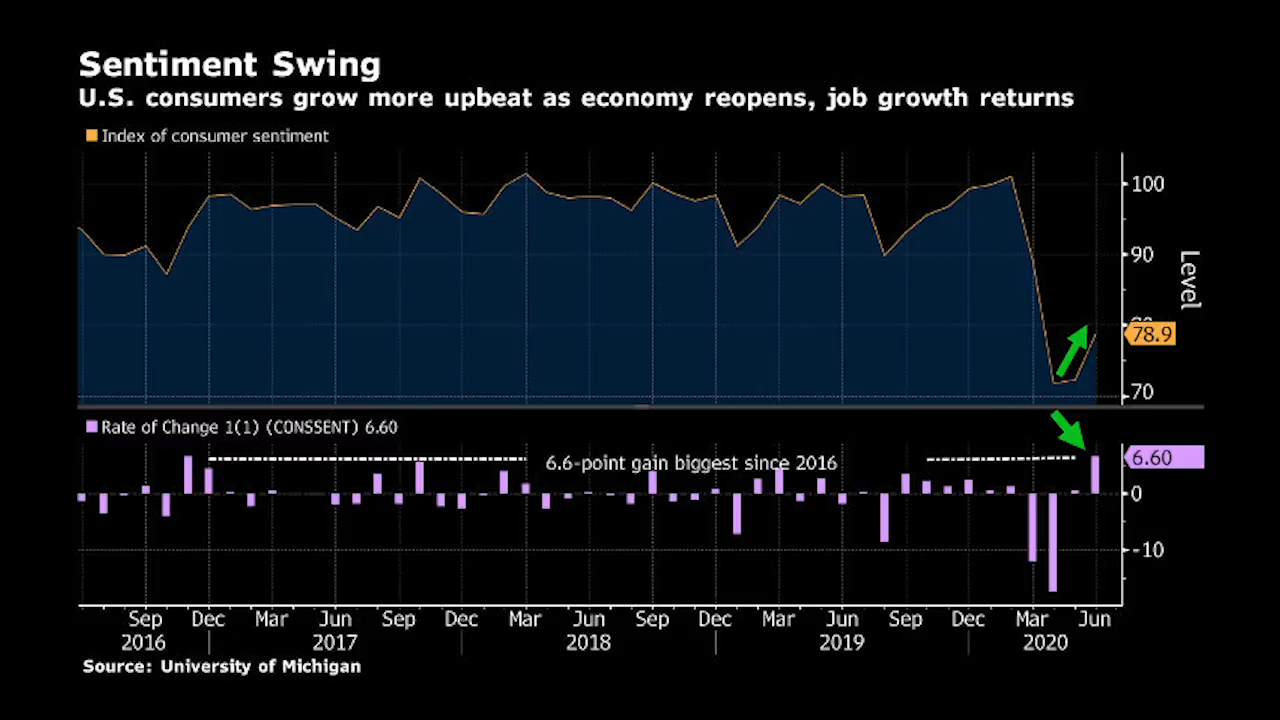 Sentiment Swing
U.S. consumers grow more upbeat as economy reopens, job growth returns
Index of consumer sentiment
100
90
80
78.9
70
Level
Rate of Change 1(1) (CONSSENT) 6.60
6.6-point gain biggest since 2016
6.60
0
-10
Sep Dec Mar Jun Sep Dec Mar Jun Sep Dec Mar Jun Sep Dec Mar Jun
2016 2017 2018 2019 2020
Source: University of Michigan